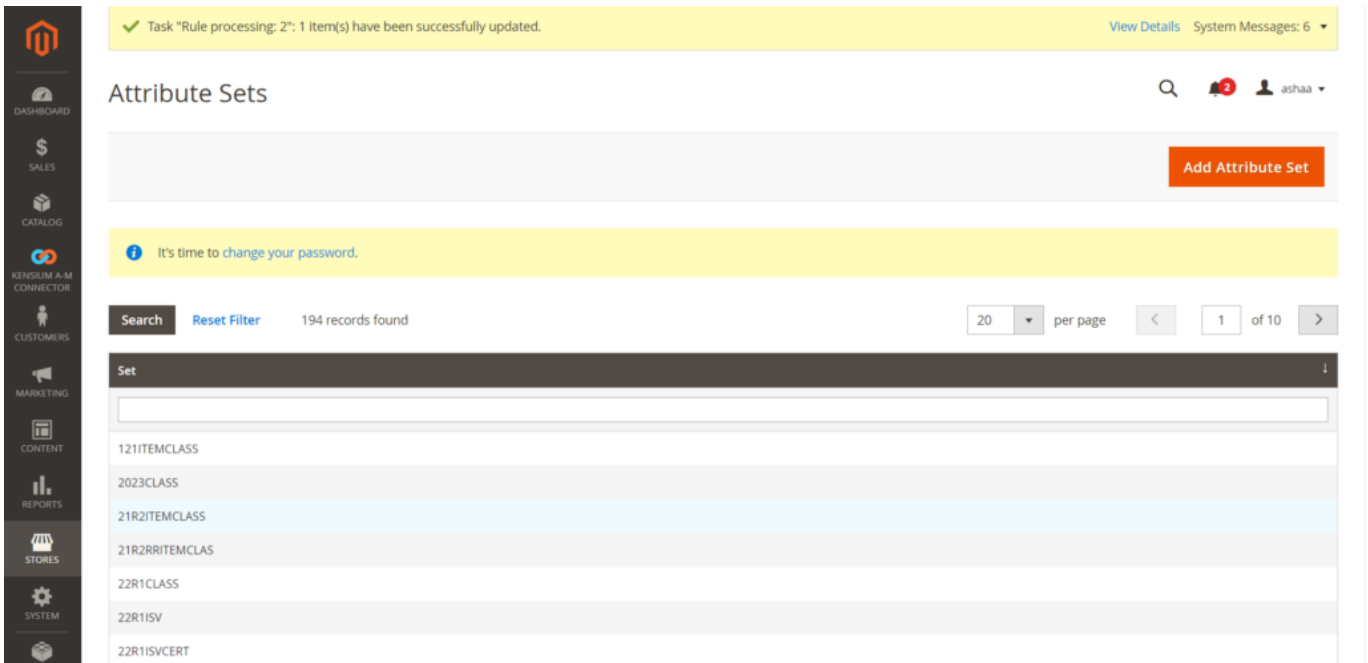 Task "Rule processing: 2": 1 item(s) have been successfully updated.
View Details System Messages: 6
Attribute Sets
2
ashaa
DASHBOARD
SALES
CATALOG
KENSIUM A-M
CONNECTOR
CUSTOMERS
MARKETING
CONTENT
REPORTS
STORES
SYSTEM
Add Attribute Set
It's time to change your password.
Search Reset Filter 194 records found
20 per page 1 of 10
Set
121ITEMCLASS
2023CLASS
21R2ITEMCLASS
21R2RRITEMCLAS
22R1CLASS
22R1ISV
22R1ISVCERT